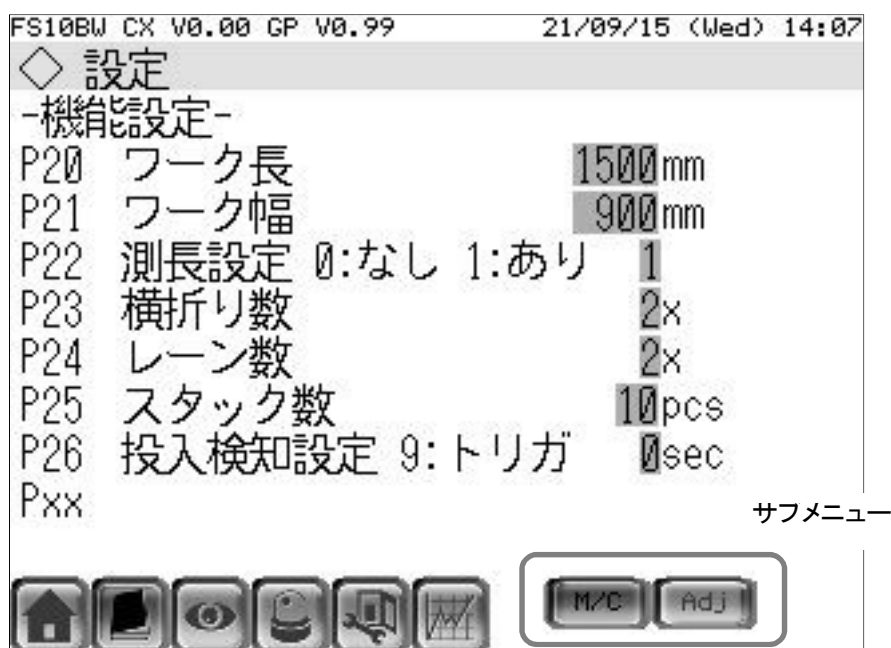 FS10BW CX V0.00 GP V0.99 21/09/15 (Wed) 14:07
◇ 設定
-機能設定-
P20 ワーク長 1500mm
P21 ワーク幅 900mm
P22 測長設定 0:なし 1:あり 1
P23 横折り数 2x
P24 レーン数 2x
P25 スタック数 10pcs
P26 投入検知設定 9:トリガ 0sec
Pxx
サブメニュー
M/C Adj